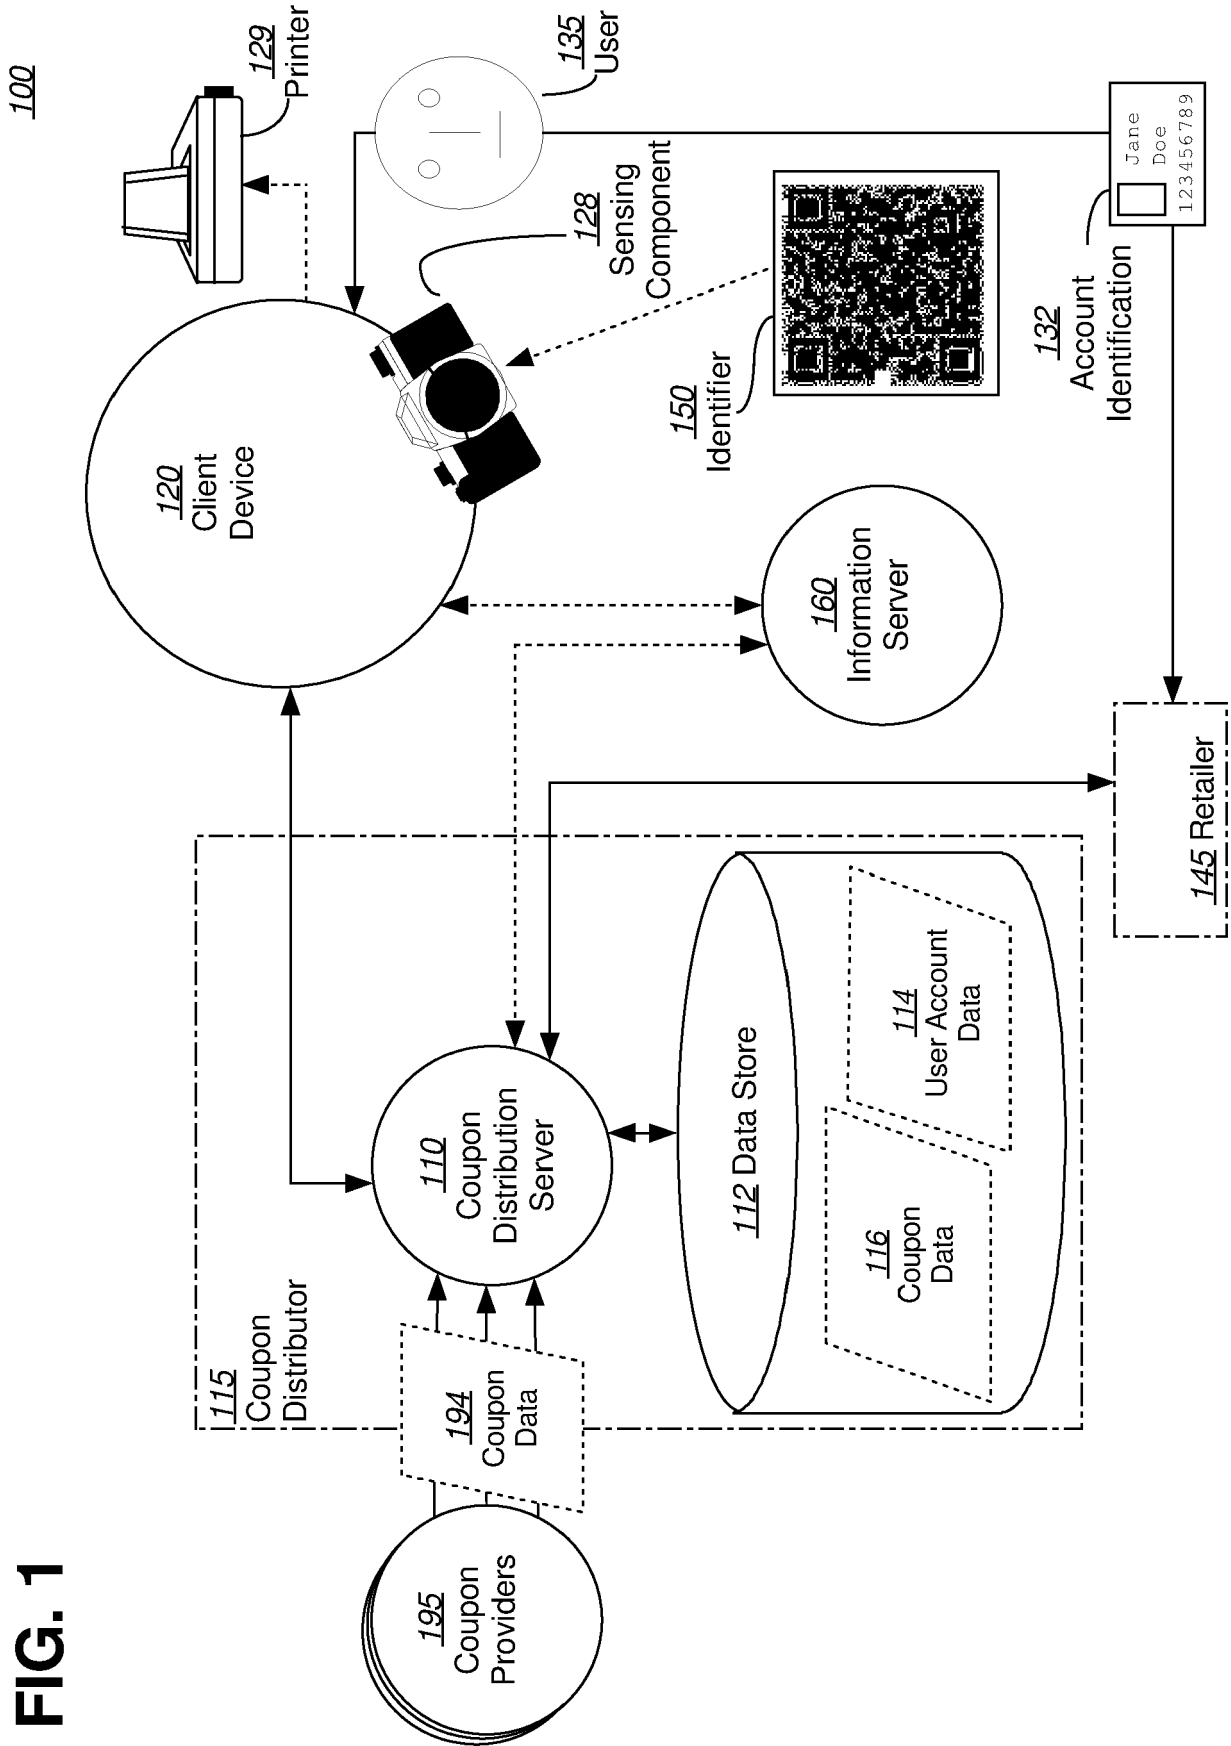 FIG. 1
100
195
Coupon
Providers
194
Coupon
Data
115
Coupon
Distributor
110
Coupon
Distribution
Server
112 Data Store
116
Coupon
Data
114
User Account
Data
120
Client
Device
129
Printer
135
User
128
Sensing
Component
150
Identifier
160
Information
Server
132
Account
Identification
Jane
Doe
123456789
145 Retailer